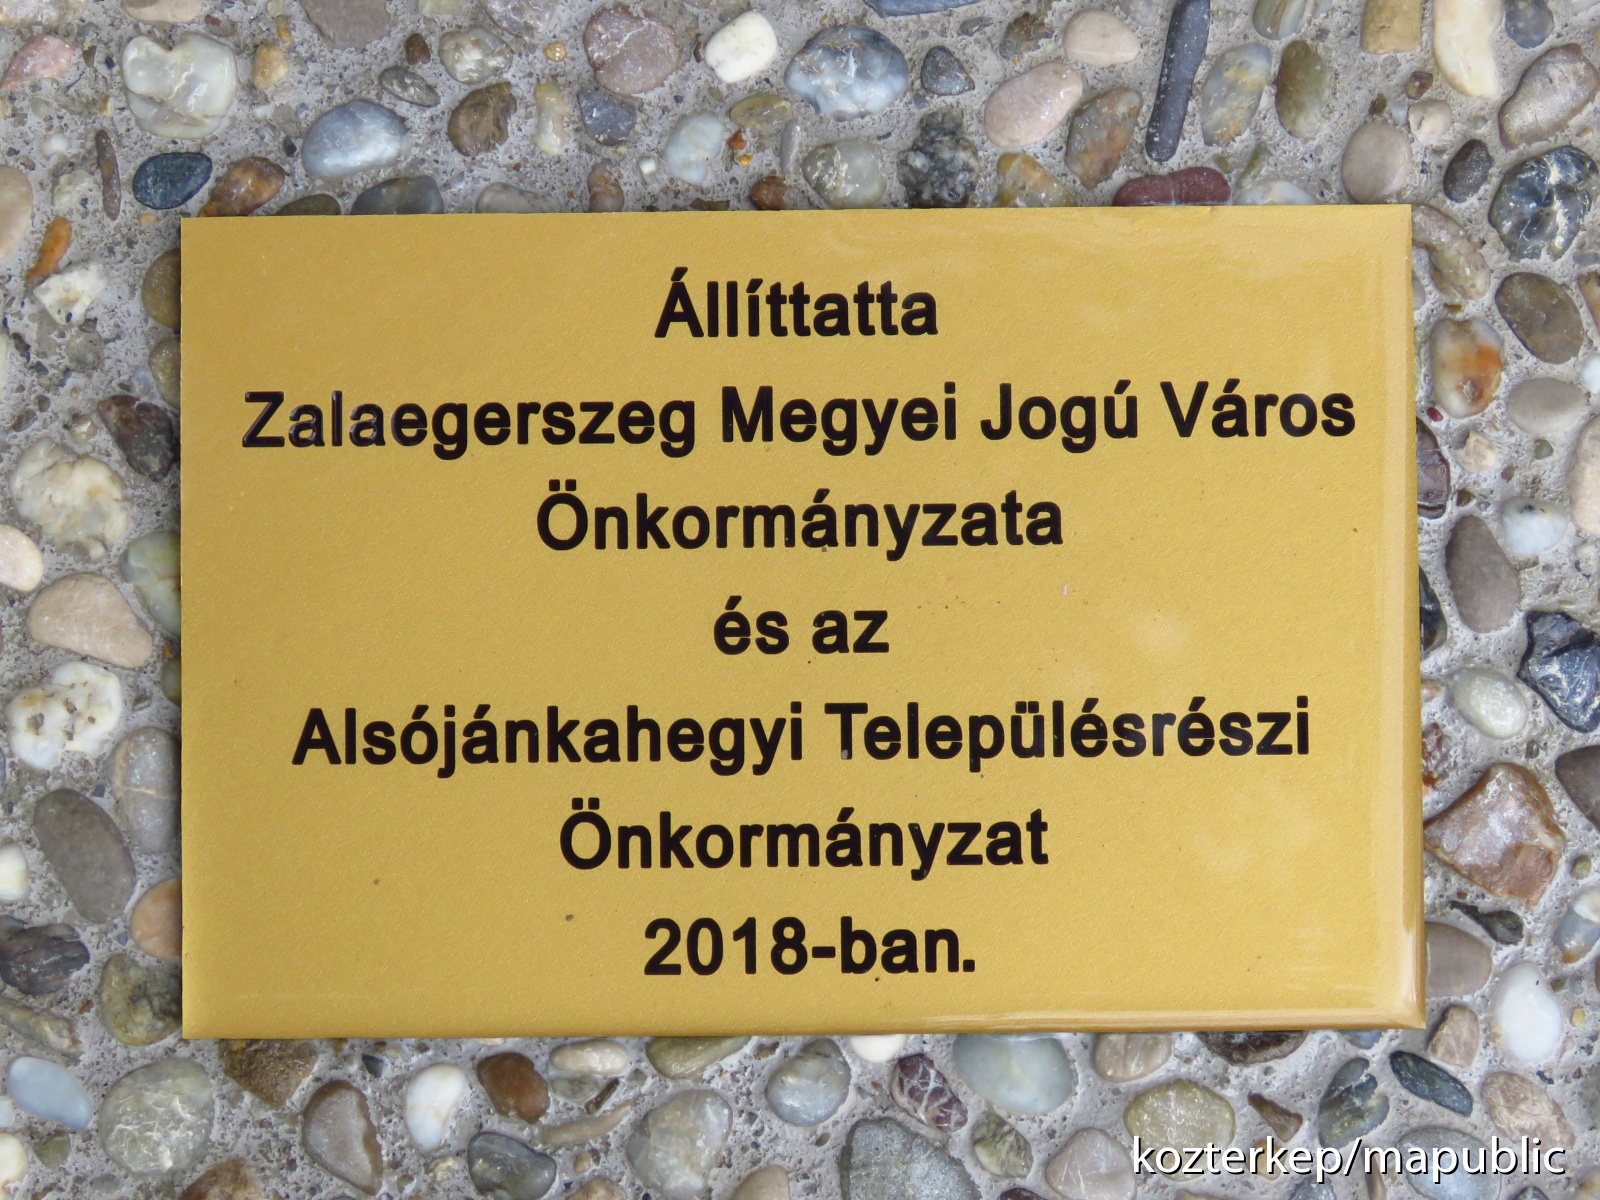 Állíttatta
Zalaegerszeg Megyei Jogú Város
Önkormányzata
és az
Alsójánkahegyi Településrészi
Önkormányzat
2018-ban.
kozterkep/mapublic